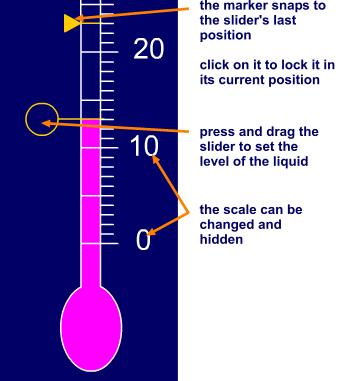 the marker snaps to
the slider's last
position
20
click on it to lock it in
its current position
press and drag the
slider to set the
level of the liquid
10
the scale can be
changed and
hidden
0